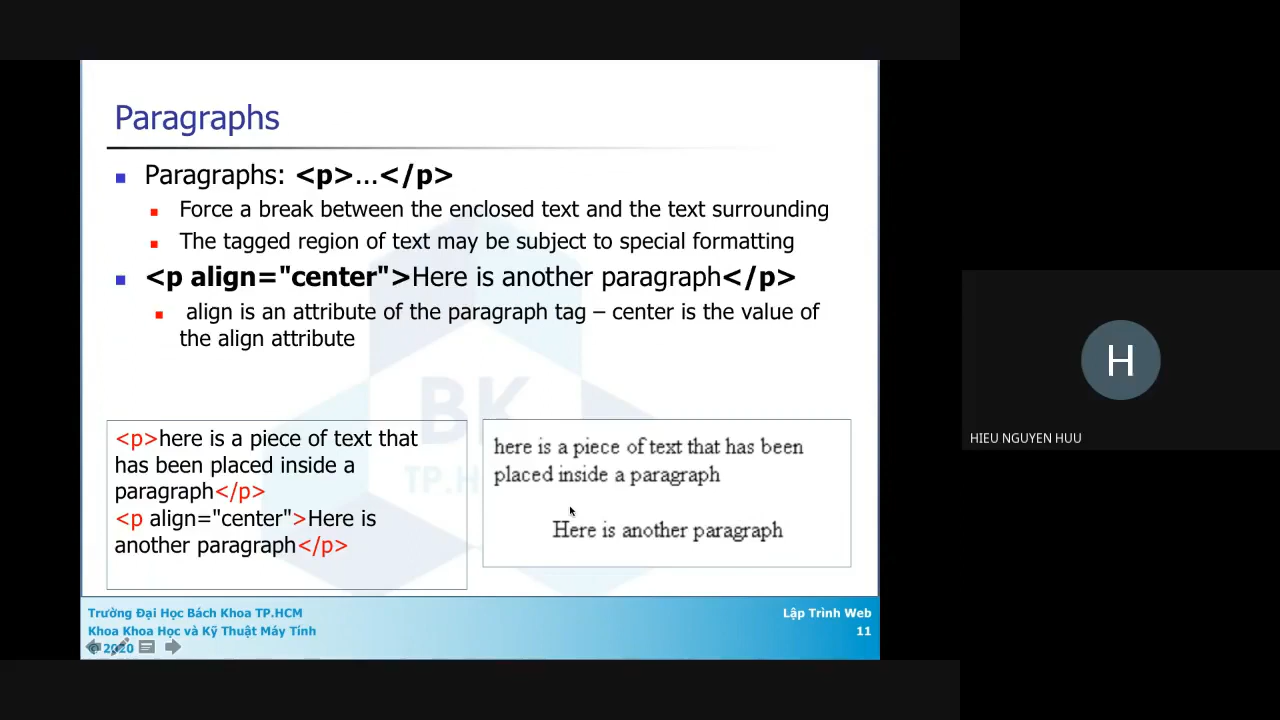 Paragraphs
Paragraphs: <p>...</p>
Force a break between the enclosed text and the text surrounding
The tagged region of text may be subject to special formatting
<p align="center">Here is another paragraph</p>
align is an attribute of the paragraph tag – center is the value of
the align attribute
<p>here is a piece of text that
has been placed inside a
paragraph</p>
<p align="center">Here is
another paragraph</p>
here is a piece of text that has been
placed inside a paragraph
Here is another paragraph
BK
TP.H
Trường Đại Học Bách Khoa TP.HCM
Khoa Khoa Học và Kỹ Thuật Máy Tính
© 2020
Lập Trình Web
11
H
HIEU NGUYEN HUU